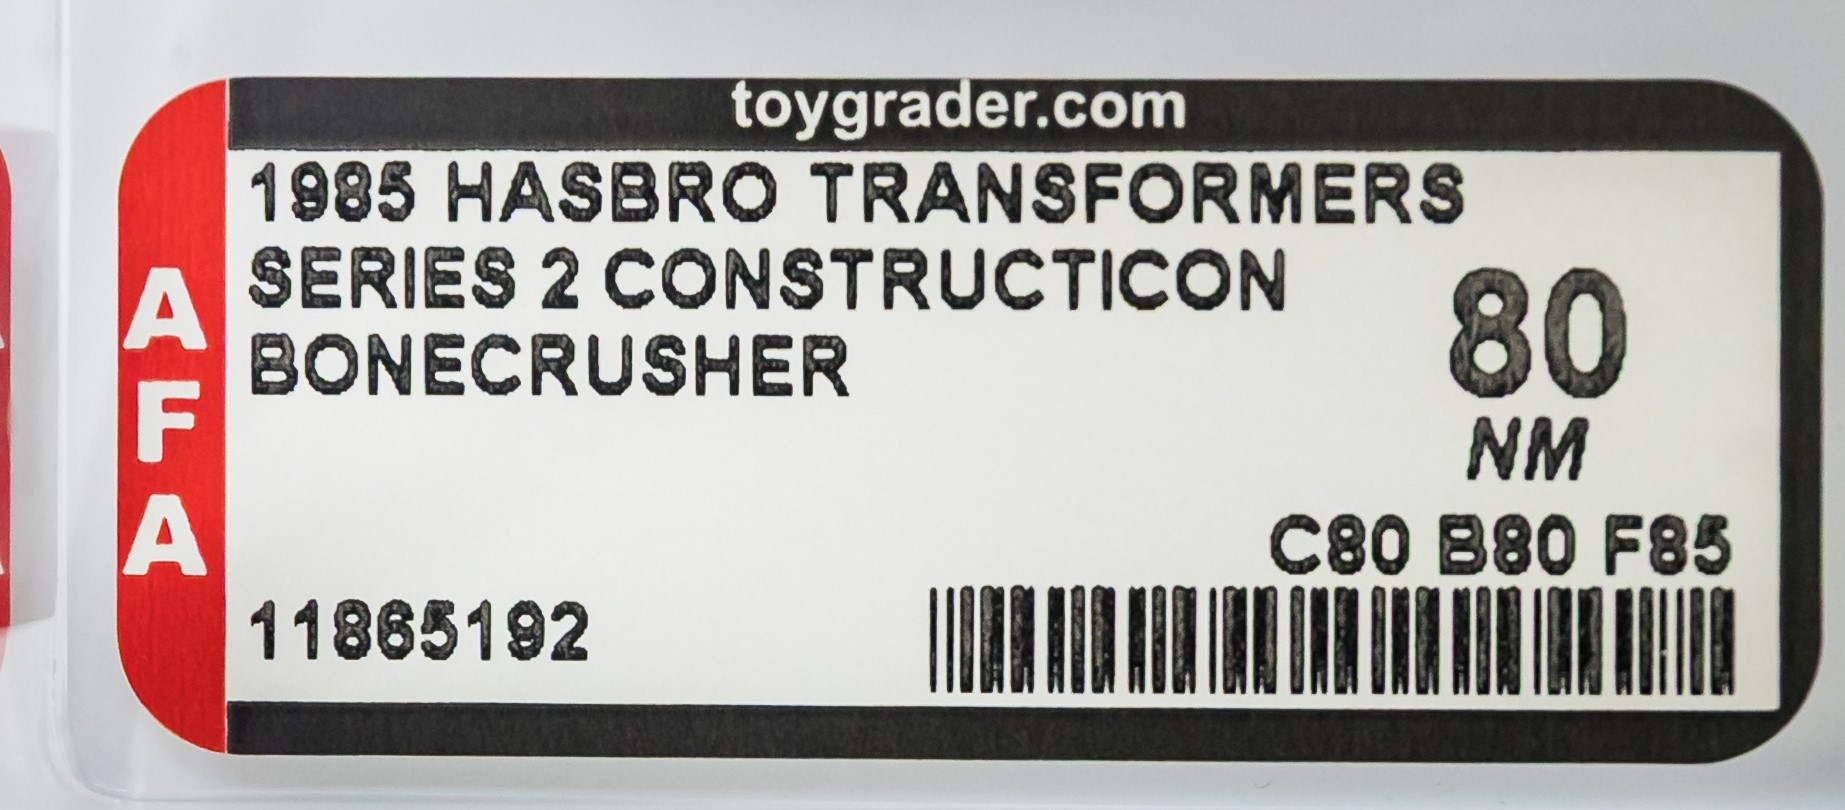 toygrader.com
1985 HASBRO TRANSFORMERS
SERIES 2 CONSTRUCTICON
BONECRUSHER
80
NM
C80 B80 F85
11865192
AFA